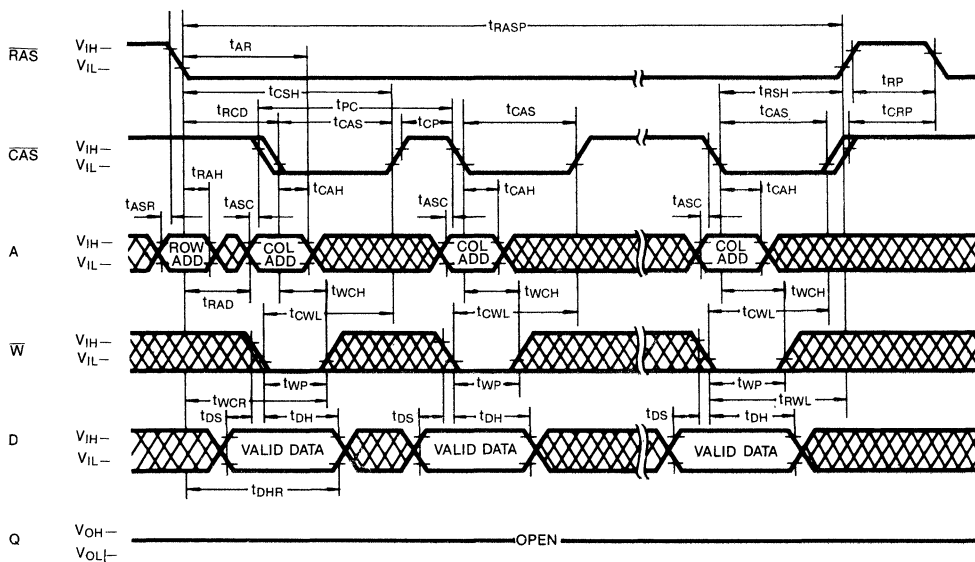 tRASP
RAS VIH
VIL
tAR
tRSH tRP
tCSH
tRCD tPC
tCAS tCP tCAS tCAS tCRP
CAS VIH
VIL
tRAH
tCAH tCAH tCAH
tASR tASC tASC tASC
A VIH
VIL
ROW ADD COL ADD COL ADD COL ADD
tRAD tWCH tWCH tWCH
tCWL tCWL tCWL
W VIH
VIL
tWP tWP tWP
tWCR tRWL
tDS tDH tDS tDH tDS tDH
D VIH
VIL
VALID DATA VALID DATA VALID DATA
tDHR
Q VOH
VOL
OPEN